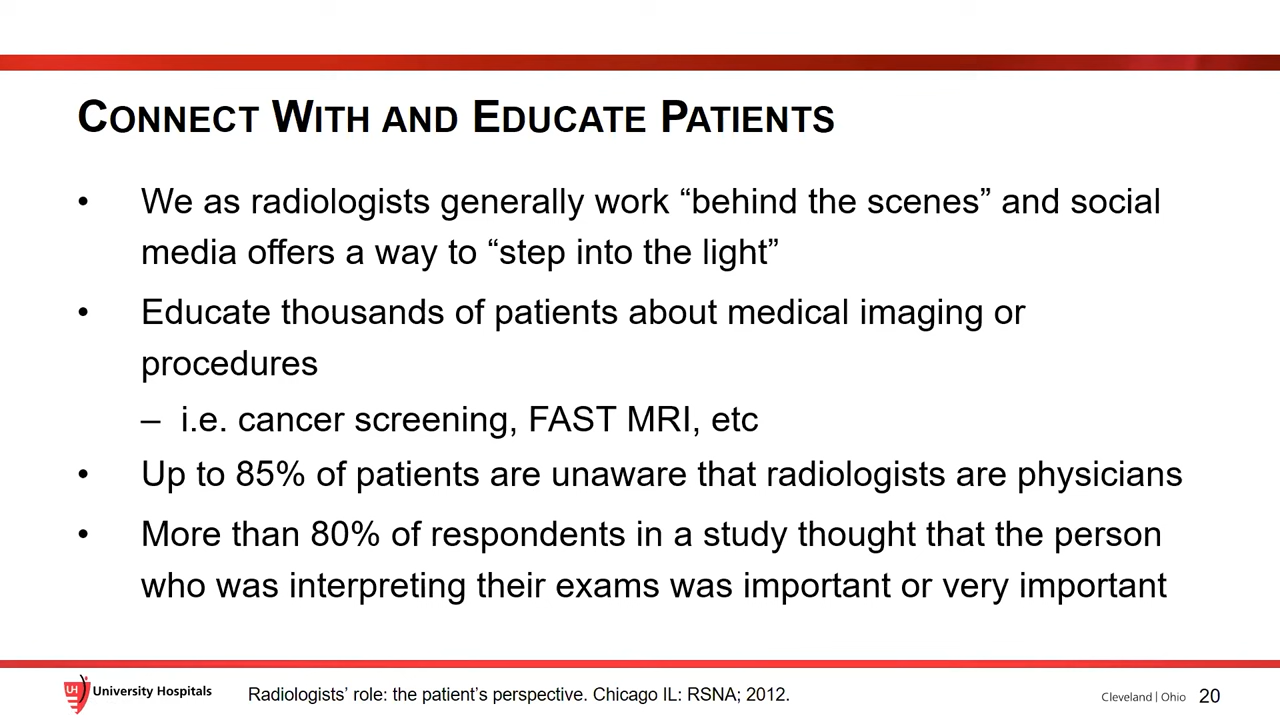 CONNECT WITH AND EDUCATE PATIENTS
• We as radiologists generally work “behind the scenes” and social
media offers a way to “step into the light”
• Educate thousands of patients about medical imaging or
procedures
– i.e. cancer screening, FAST MRI, etc
• Up to 85% of patients are unaware that radiologists are physicians
• More than 80% of respondents in a study thought that the person
who was interpreting their exams was important or very important
UH University Hospitals
Radiologists’ role: the patient’s perspective. Chicago IL: RSNA; 2012.
Cleveland | Ohio 20